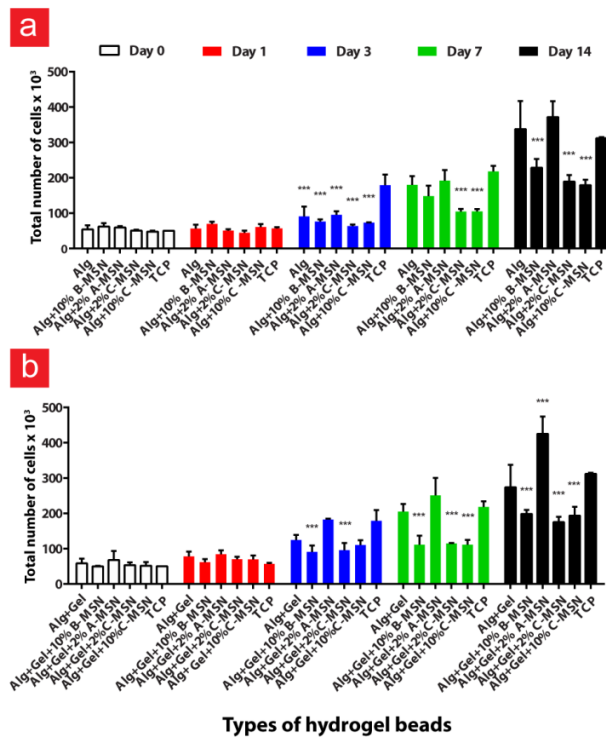 a
Day 0 Day 1 Day 3 Day 7 Day 14
Total number of cells x 10³
500
400
300
200
100
0
*** *** *** *** ***
*** ***
*** *** ***
Alg Alg+10% B-MSN Alg+2% A-MSN Alg+2% C-MSN Alg+10%C -MSN TCP
Alg Alg+10% B-MSN Alg+2% A-MSN Alg+2% C-MSN Alg+10%C -MSN TCP
Alg Alg+10% B-MSN Alg+2% A-MSN Alg+2% C-MSN Alg+10%C -MSN TCP
Alg Alg+10% B-MSN Alg+2% A-MSN Alg+2% C-MSN Alg+10%C -MSN TCP
Alg Alg+10% B-MSN Alg+2% A-MSN Alg+2% C-MSN Alg+10%C -MSN TCP
b
Total number of cells x 10³
500
400
300
200
100
0
*** ***
*** *** ***
*** *** *** ***
Alg+Gel Alg+Gel+10% B-MSN Alg+Gel+2% A-MSN Alg+Gel+2%C-MSN Alg+Gel+10%C-MSN TCP
Alg+Gel Alg+Gel+10% B-MSN Alg+Gel+2% A-MSN Alg+Gel+2%C-MSN Alg+Gel+10%C-MSN TCP
Alg+Gel Alg+Gel+10% B-MSN Alg+Gel+2% A-MSN Alg+Gel+2%C-MSN Alg+Gel+10%C-MSN TCP
Alg+Gel Alg+Gel+10% B-MSN Alg+Gel+2% A-MSN Alg+Gel+2%C-MSN Alg+Gel+10%C-MSN TCP
Alg+Gel Alg+Gel+10% B-MSN Alg+Gel+2% A-MSN Alg+Gel+2%C-MSN Alg+Gel+10%C-MSN TCP
Types of hydrogel beads